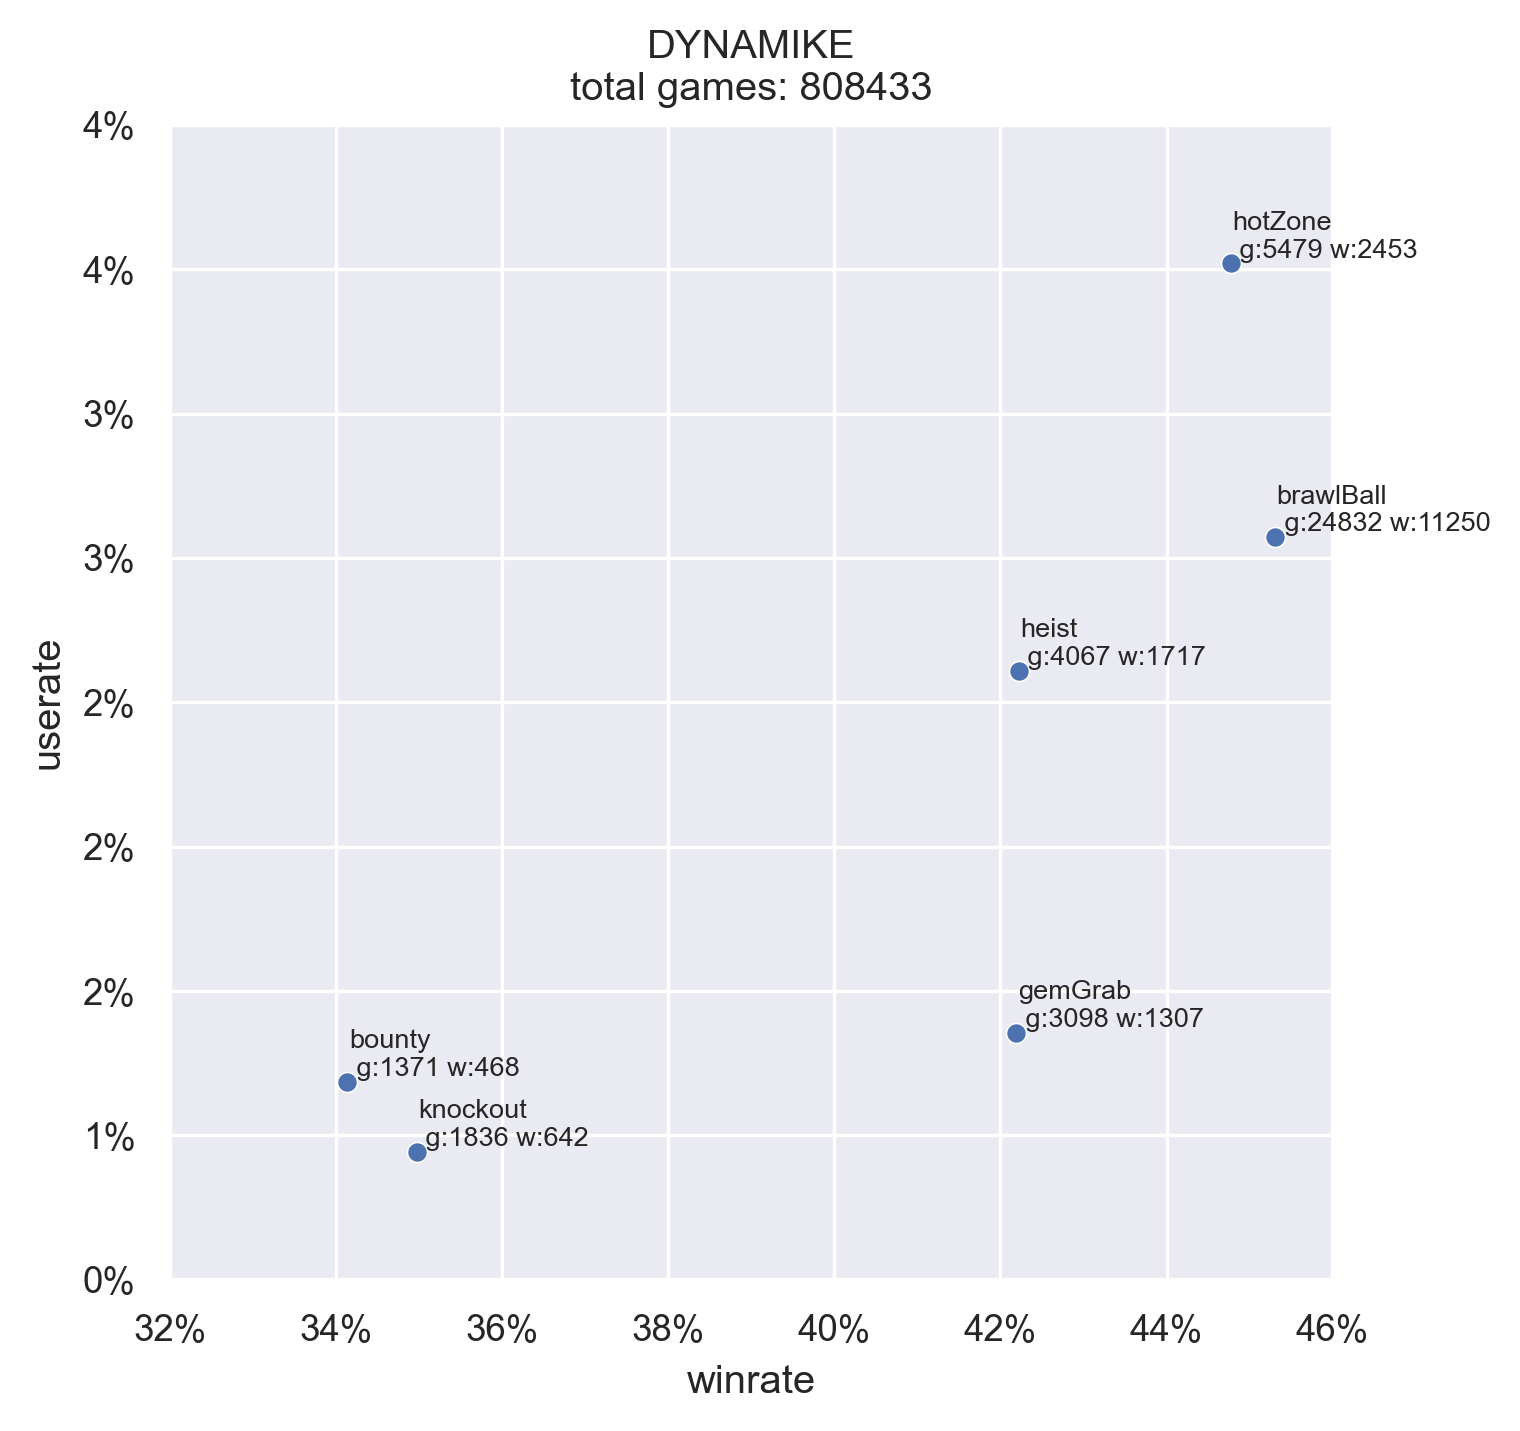 DYNAMIKE
total games: 808433
4%
hotZone
g:5479 w:2453
4%
3%
brawlBall
g:24832 w:11250
3%
heist
g:4067 w:1717
userate
2%
2%
gemGrab
g:3098 w:1307
2%
bounty
g:1371 w:468
knockout
g:1836 w:642
1%
0%
32% 34% 36% 38% 40% 42% 44% 46%
winrate